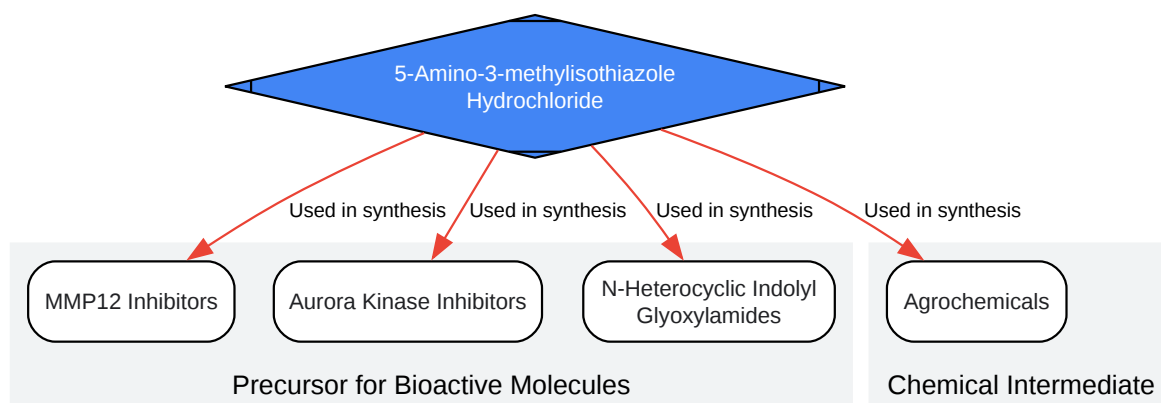 5-Amino-3-methylisothiazole
Hydrochloride
Used in synthesis
Used in synthesis
Used in synthesis
Used in synthesis
MMP12 Inhibitors
Aurora Kinase Inhibitors
N-Heterocyclic Indolyl
Glyoxylamides
Agrochemicals
Precursor for Bioactive Molecules
Chemical Intermediate